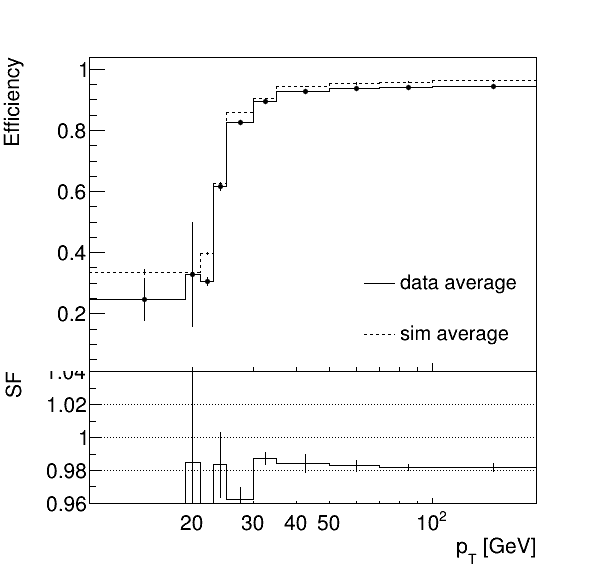 Efficiency
1
0.8
0.6
0.4
0.2
data average
sim average
SF
1.04
1.02
1
0.98
0.96
20 30 40 50 10²
p_T [GeV]